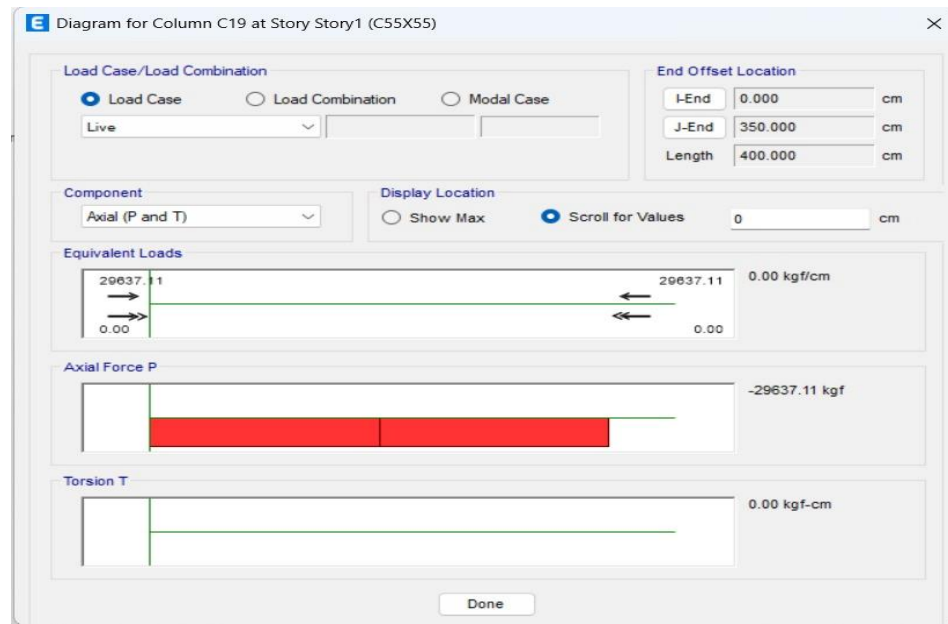 E Diagram for Column C19 at Story Story1 (C55X55)
Load Case/Load Combination
Load Case Load Combination Modal Case
Live
End Offset Location
I-End 0.000 cm
J-End 350.000 cm
Length 400.000 cm
Component
Axial (P and T)
Display Location
Show Max Scroll for Values 0 cm
Equivalent Loads
29637.11 29637.11 0.00 kgf/cm
0.00 0.00
Axial Force P
-29637.11 kgf
Torsion T
0.00 kgf-cm
Done